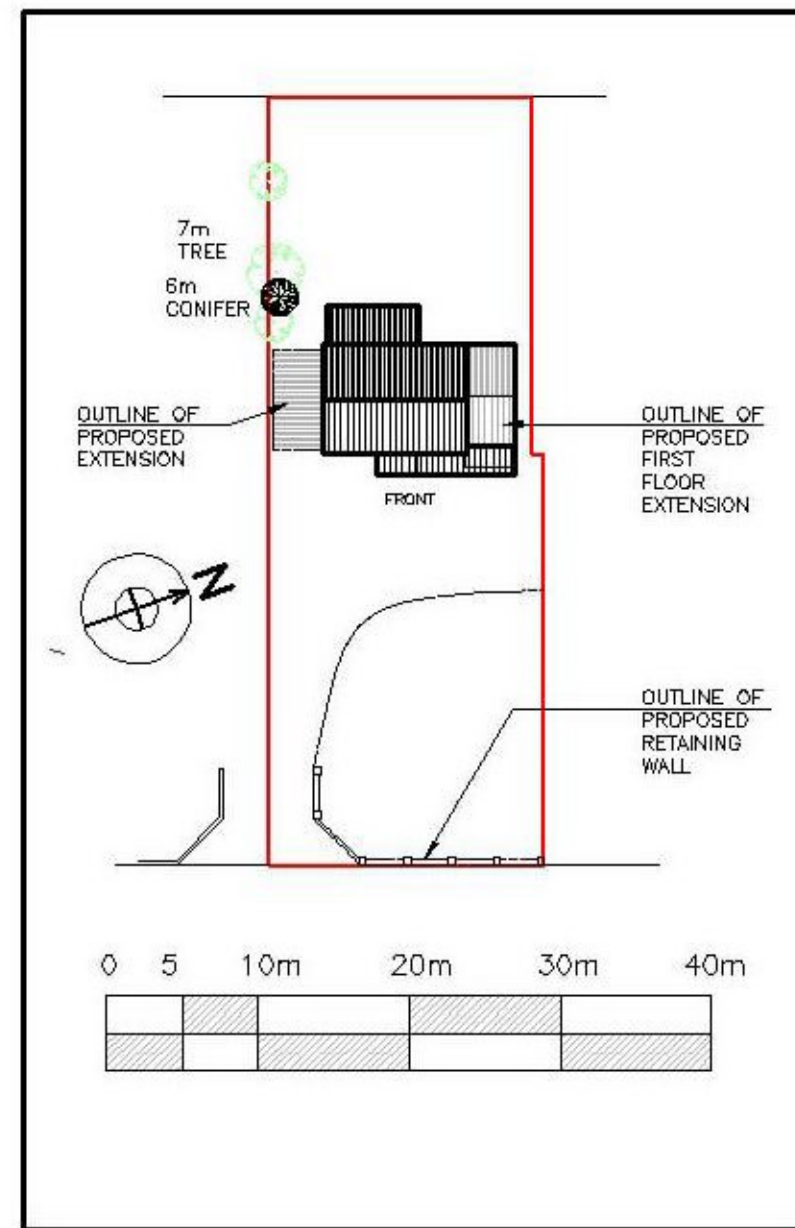 7m
TREE
6m
CONIFER
OUTLINE OF
PROPOSED
EXTENSION
OUTLINE OF
PROPOSED
FIRST
FLOOR
EXTENSION
FRONT
N
OUTLINE OF
PROPOSED
RETAINING
WALL
0 5 10m 20m 30m 40m